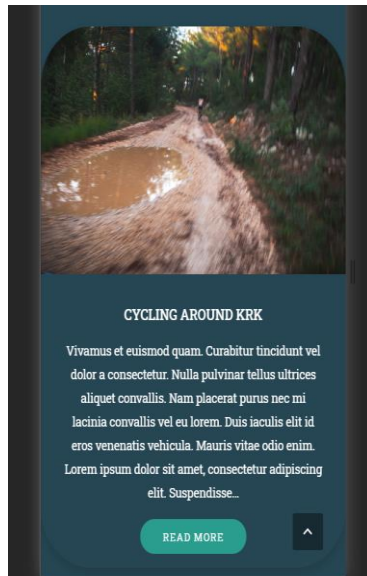 CYCLING AROUND KRK
Vivamus et euismod quam. Curabitur tincidunt vel
dolor a consectetur. Nulla pulvinar tellus ultrices
aliquet convallis. Nam placerat purus nec mi
lacinia convallis vel eu lorem. Duis iaculis elit id
eros venenatis vehicula. Mauris vitae odio enim.
Lorem ipsum dolor sit amet, consectetur adipiscing
elit. Suspendisse...
READ MORE